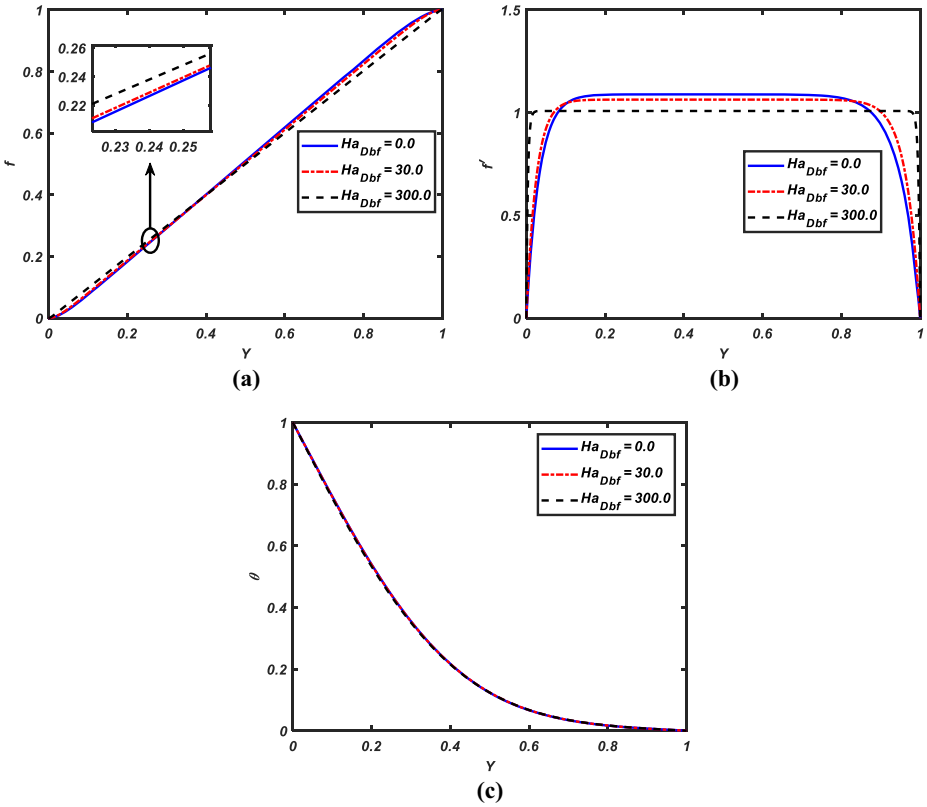 1
0.8
0.6
0.4
0.2
0
f
0.26
0.24
0.22
0.23 0.24 0.25
Ha_Dbf = 0.0
Ha_Dbf = 30.0
Ha_Dbf = 300.0
0 0.2 0.4 0.6 0.8 1
Y
(a)
1.5
1
0.5
0
f'
Ha_Dbf = 0.0
Ha_Dbf = 30.0
Ha_Dbf = 300.0
0 0.2 0.4 0.6 0.8 1
Y
(b)
1
0.8
0.6
0.4
0.2
0
θ
Ha_Dbf = 0.0
Ha_Dbf = 30.0
Ha_Dbf = 300.0
0 0.2 0.4 0.6 0.8 1
Y
(c)